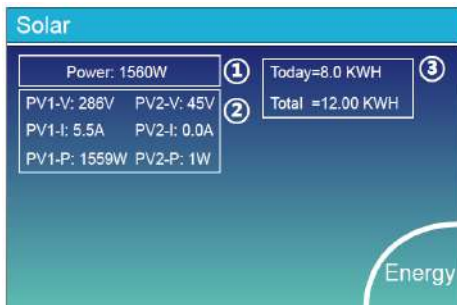 Solar
Power: 1560W
①
PV1-V: 286V PV2-V: 45V
②
PV1-I: 5.5A PV2-I: 0.0A
PV1-P: 1559W PV2-P: 1W
Today=8.0 KWH
③
Total =12.00 KWH
Energy